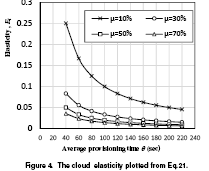 0.3
0.25
0.2
0.15
0.1
0.05
0
Elasticity , E
μ=10% μ=30%
μ=50% μ=70%
0 20 40 60 80 100 120 140 160 180 200 220 240
Average provisioning time θ (sec)
Figure 4. The cloud elasticity plotted from Eq.21.